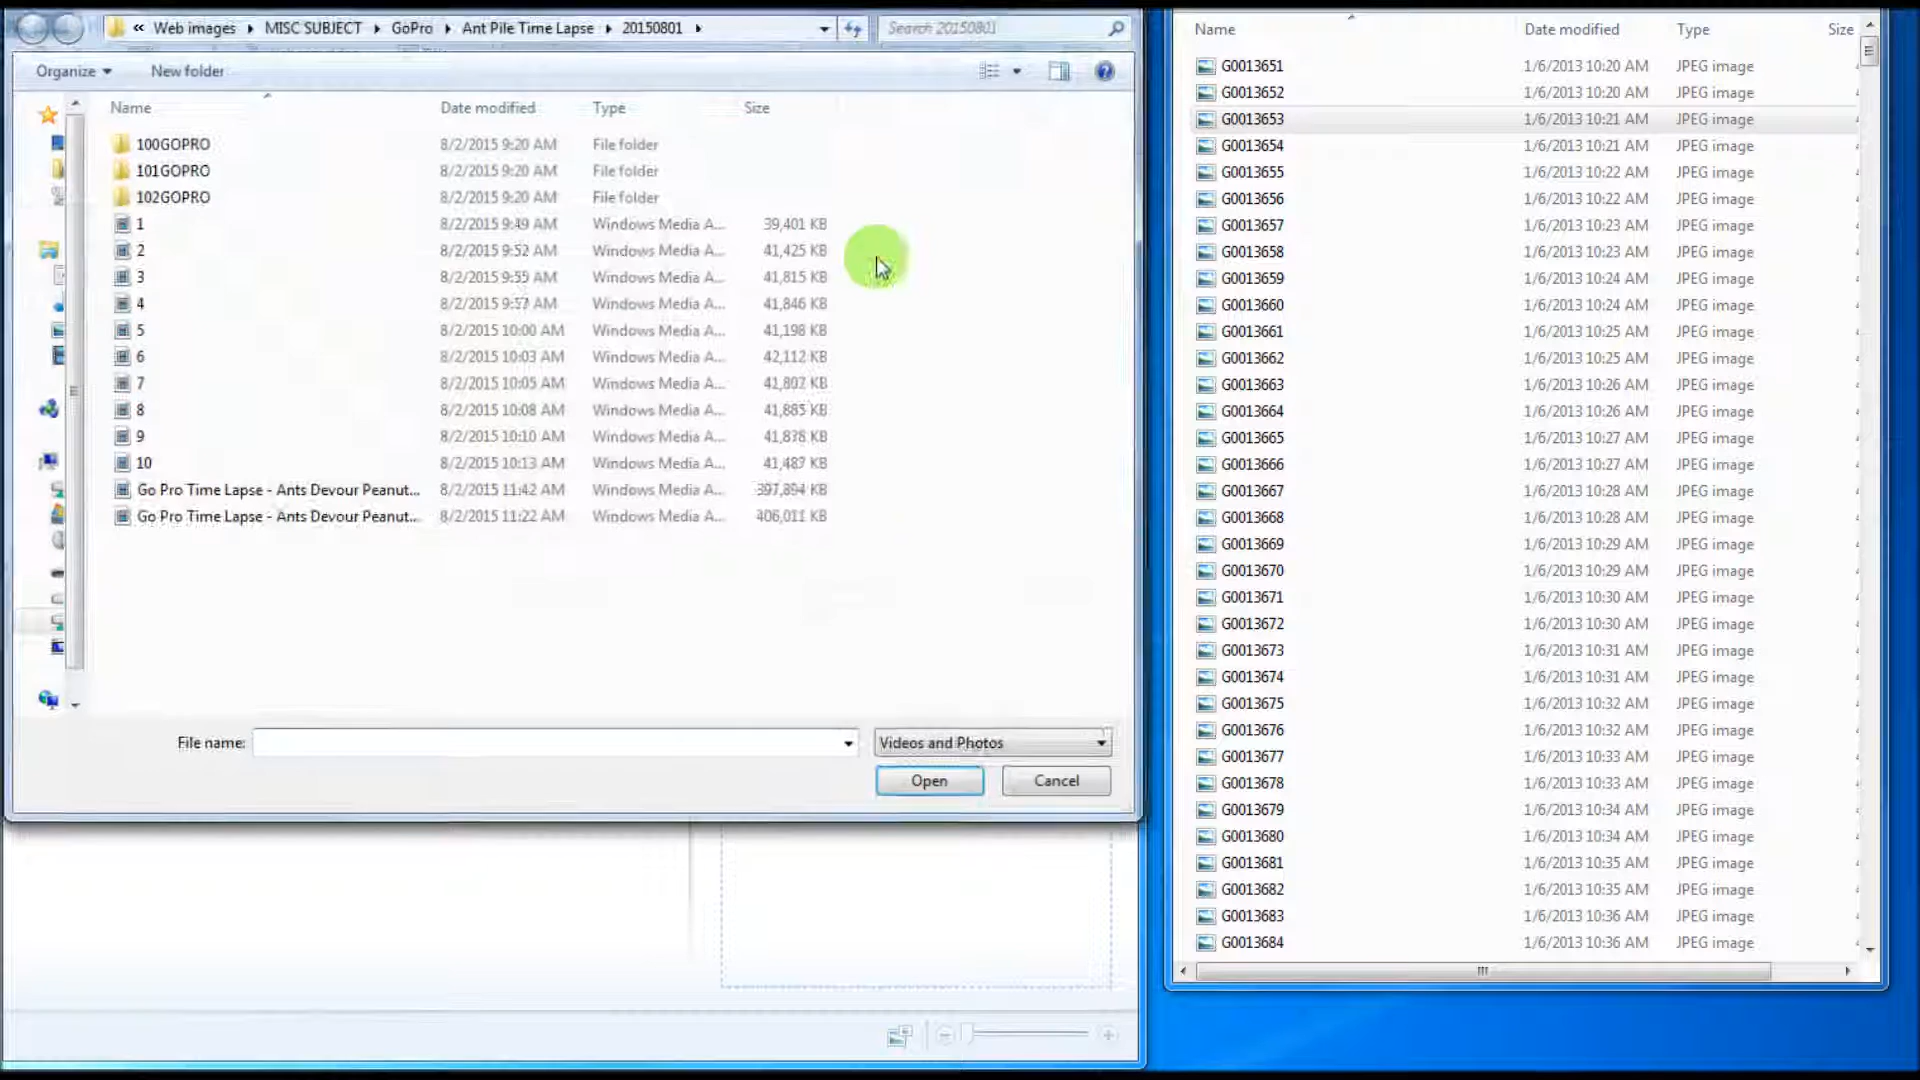 « Web images ▸ MISC SUBJECT ▸ GoPro ▸ Ant Pile Time Lapse ▸ 20150801 ▸ Search 20150801
Organize New folder
Name Date modified Type Size
100GOPRO 8/2/2015 9:20 AM File folder
101GOPRO 8/2/2015 9:20 AM File folder
102GOPRO 8/2/2015 9:20 AM File folder
1 8/2/2015 9:49 AM Windows Media A... 39,401 KB
2 8/2/2015 9:52 AM Windows Media A... 41,425 KB
3 8/2/2015 9:55 AM Windows Media A... 41,815 KB
4 8/2/2015 9:57 AM Windows Media A... 41,846 KB
5 8/2/2015 10:00 AM Windows Media A... 41,198 KB
6 8/2/2015 10:03 AM Windows Media A... 42,112 KB
7 8/2/2015 10:05 AM Windows Media A... 41,807 KB
8 8/2/2015 10:08 AM Windows Media A... 41,885 KB
9 8/2/2015 10:10 AM Windows Media A... 41,878 KB
10 8/2/2015 10:13 AM Windows Media A... 41,487 KB
Go Pro Time Lapse - Ants Devour Peanut... 8/2/2015 11:42 AM Windows Media A... 397,894 KB
Go Pro Time Lapse - Ants Devour Peanut... 8/2/2015 11:22 AM Windows Media A... 406,011 KB
File name: Videos and Photos
Open Cancel
Name Date modified Type Size
G0013651 1/6/2013 10:20 AM JPEG image
G0013652 1/6/2013 10:20 AM JPEG image
G0013653 1/6/2013 10:21 AM JPEG image
G0013654 1/6/2013 10:21 AM JPEG image
G0013655 1/6/2013 10:22 AM JPEG image
G0013656 1/6/2013 10:22 AM JPEG image
G0013657 1/6/2013 10:23 AM JPEG image
G0013658 1/6/2013 10:23 AM JPEG image
G0013659 1/6/2013 10:24 AM JPEG image
G0013660 1/6/2013 10:24 AM JPEG image
G0013661 1/6/2013 10:25 AM JPEG image
G0013662 1/6/2013 10:25 AM JPEG image
G0013663 1/6/2013 10:26 AM JPEG image
G0013664 1/6/2013 10:26 AM JPEG image
G0013665 1/6/2013 10:27 AM JPEG image
G0013666 1/6/2013 10:27 AM JPEG image
G0013667 1/6/2013 10:28 AM JPEG image
G0013668 1/6/2013 10:28 AM JPEG image
G0013669 1/6/2013 10:29 AM JPEG image
G0013670 1/6/2013 10:29 AM JPEG image
G0013671 1/6/2013 10:30 AM JPEG image
G0013672 1/6/2013 10:30 AM JPEG image
G0013673 1/6/2013 10:31 AM JPEG image
G0013674 1/6/2013 10:31 AM JPEG image
G0013675 1/6/2013 10:32 AM JPEG image
G0013676 1/6/2013 10:32 AM JPEG image
G0013677 1/6/2013 10:33 AM JPEG image
G0013678 1/6/2013 10:33 AM JPEG image
G0013679 1/6/2013 10:34 AM JPEG image
G0013680 1/6/2013 10:34 AM JPEG image
G0013681 1/6/2013 10:35 AM JPEG image
G0013682 1/6/2013 10:35 AM JPEG image
G0013683 1/6/2013 10:36 AM JPEG image
G0013684 1/6/2013 10:36 AM JPEG image